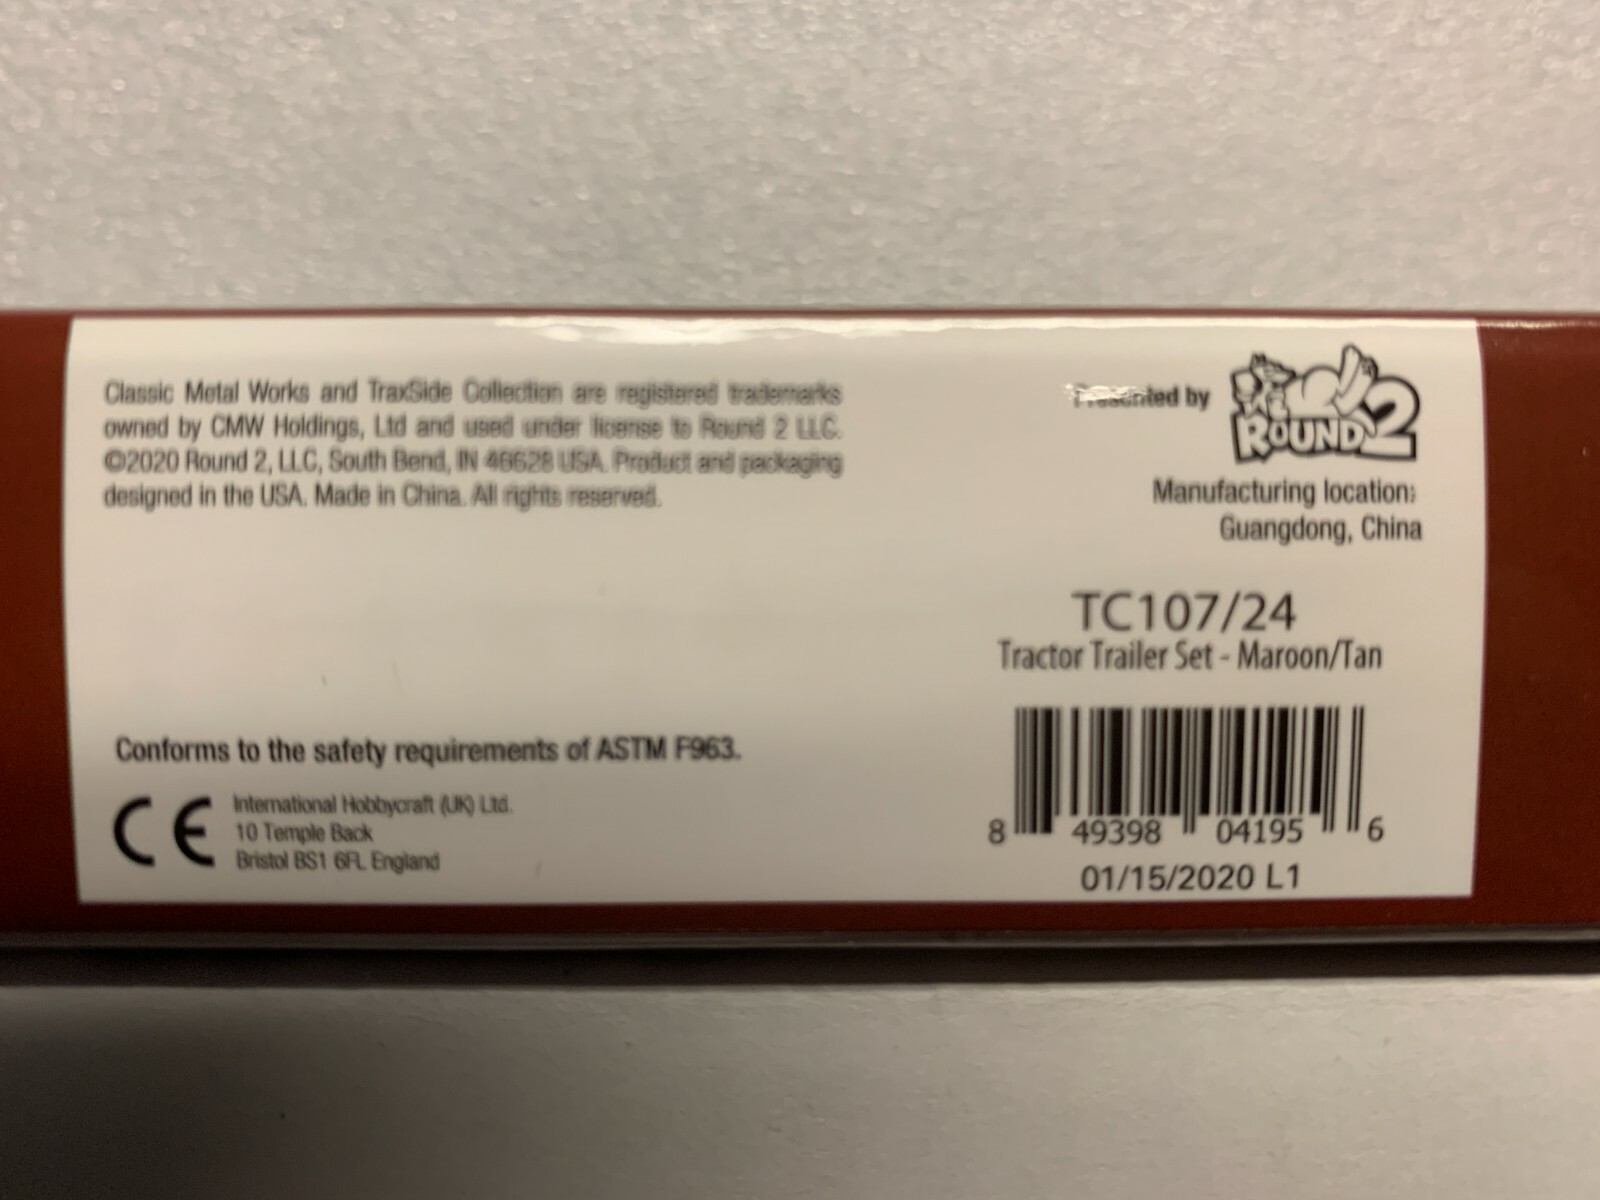 Classic Metal Works and TraxSide Collection are registered trademarks
owned by CMW Holdings, Ltd and used under license to Round 2 LLC.
©2020 Round 2, LLC, South Bend, IN 46628 USA. Product and packaging
designed in the USA. Made in China. All rights reserved.
Presented by
ROUND 2
Manufacturing location:
Guangdong, China
TC107/24
Tractor Trailer Set - Maroon/Tan
Conforms to the safety requirements of ASTM F963.
CE
International Hobbycraft (UK) Ltd.
10 Temple Back
Bristol BS1 6FL England
8 49398 04195 6
01/15/2020 L1